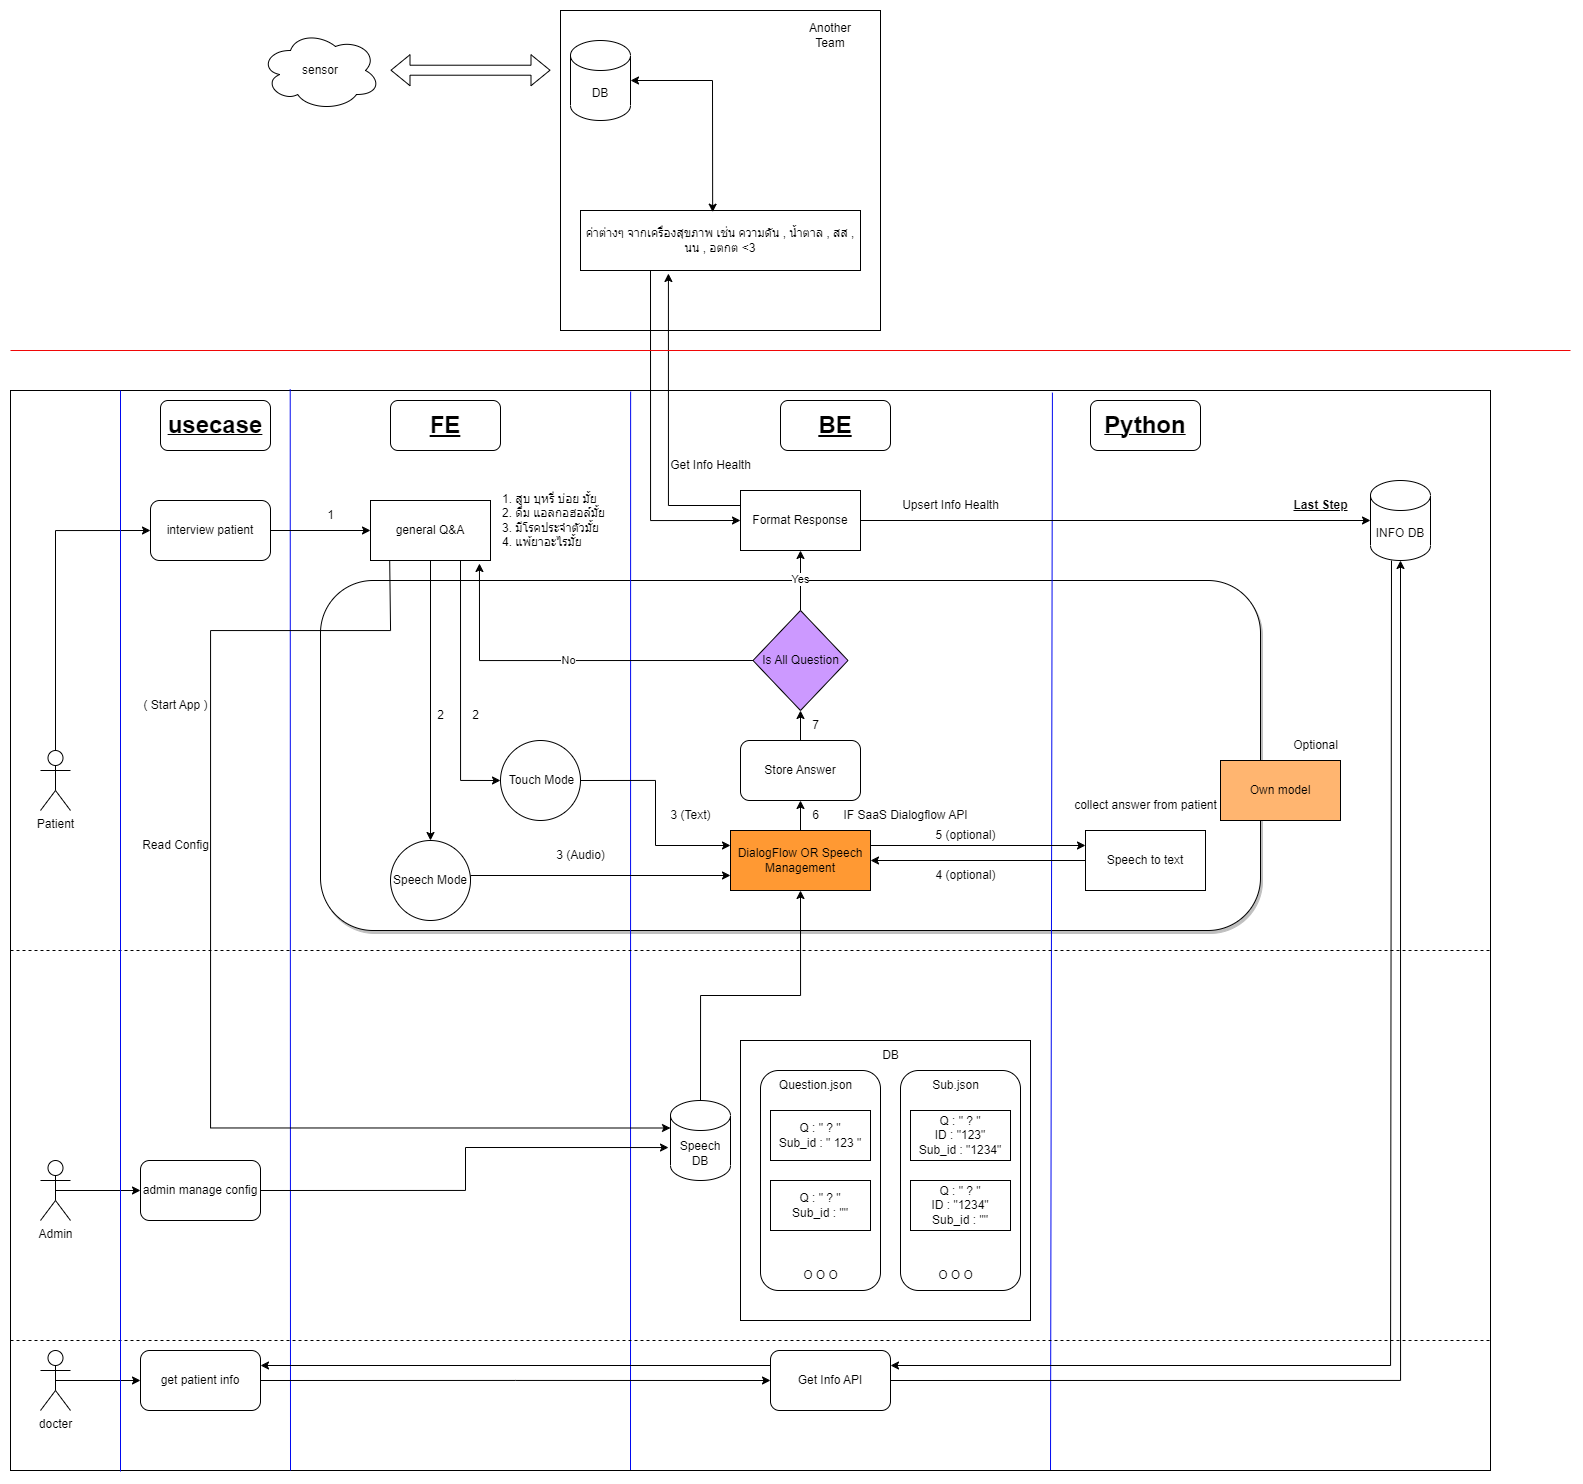 Another
Team
sensor
DB
ค่าต่างๆ จากเครื่องสุขภาพ เช่น ความดัน , น้ำตาล , สส ,
นน , อตกต <3
usecase
FE
BE
Python
Get Info Health
interview patient
1
general Q&A
1. สูบ บุหรี่ บ่อย มั้ย
2. ดื่ม แอลกอฮอล์มั้ย
3. มีโรคประจำตัวมั้ย
4. แพ้ยาอะไรมั้ย
Format Response
Upsert Info Health
Last Step
INFO DB
Yes
No
Is All Question
( Start App )
2
2
7
Optional
Touch Mode
Store Answer
Own model
Patient
collect answer from patient
3 (Text)
6
IF SaaS Dialogflow API
Read Config
5 (optional)
3 (Audio)
DialogFlow OR Speech
Management
Speech to text
Speech Mode
4 (optional)
DB
Question.json
Sub.json
Q : " ? "
Sub_id : " 123 "
Q : " ? "
ID : "123"
Sub_id : "1234"
Speech
DB
admin manage config
Q : " ? "
Sub_id : ""
Q : " ? "
ID : "1234"
Sub_id : ""
Admin
O O O
O O O
get patient info
Get Info API
docter